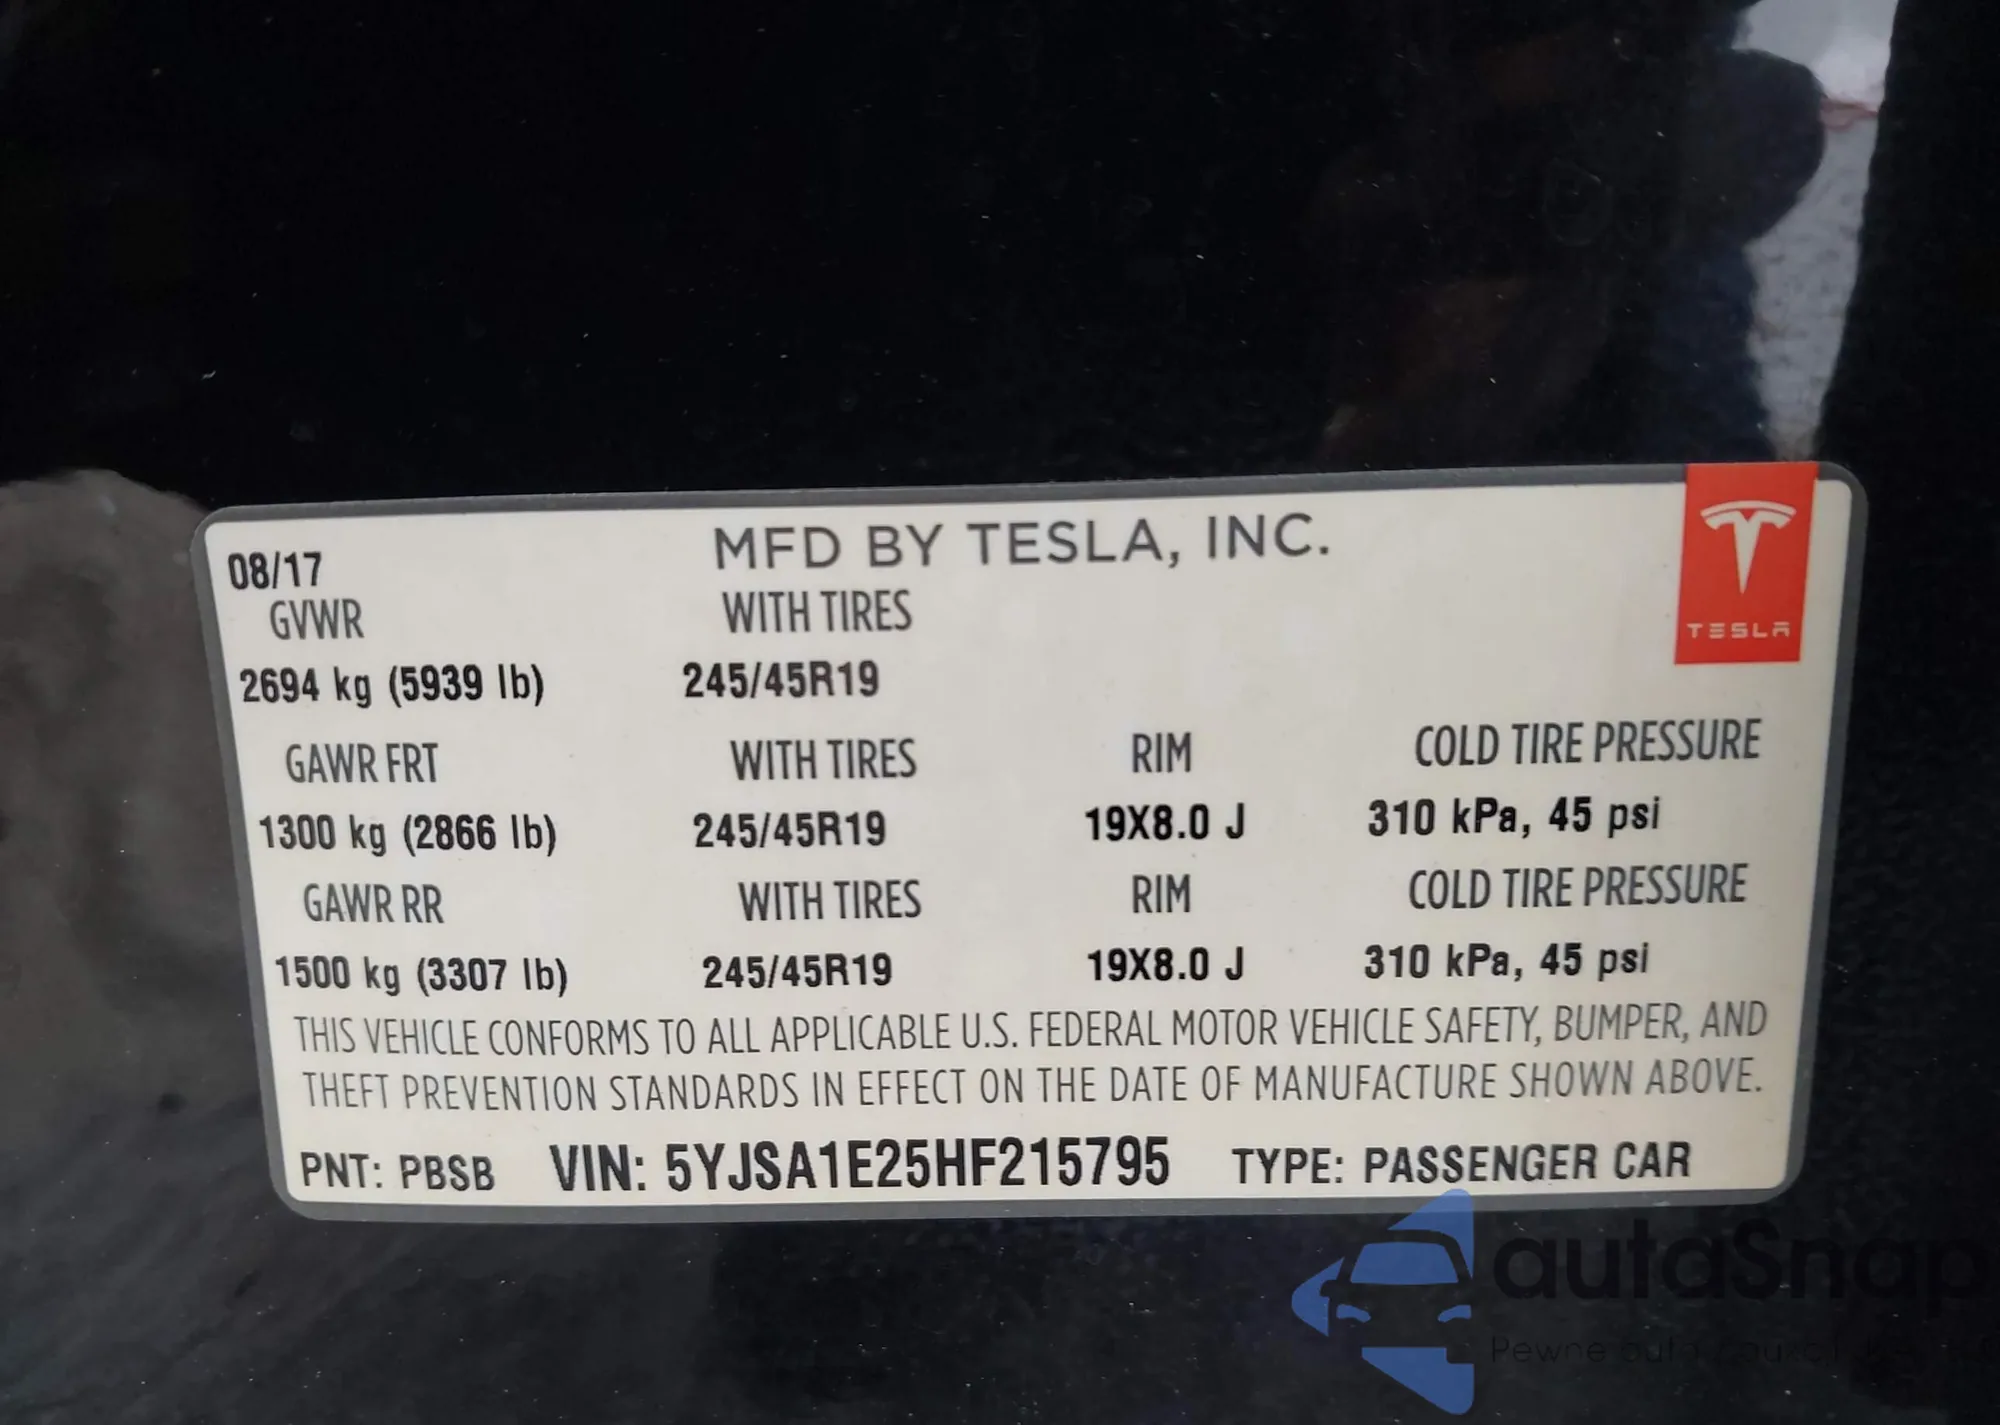 08/17 MFD BY TESLA, INC.
GVWR WITH TIRES
TESLA
2694 kg (5939 lb) 245/45R19
GAWR FRT WITH TIRES RIM COLD TIRE PRESSURE
1300 kg (2866 lb) 245/45R19 19X8.0 J 310 kPa, 45 psi
GAWR RR WITH TIRES RIM COLD TIRE PRESSURE
1500 kg (3307 lb) 245/45R19 19X8.0 J 310 kPa, 45 psi
THIS VEHICLE CONFORMS TO ALL APPLICABLE U.S. FEDERAL MOTOR VEHICLE SAFETY, BUMPER, AND
THEFT PREVENTION STANDARDS IN EFFECT ON THE DATE OF MANUFACTURE SHOWN ABOVE.
PNT: PBSB VIN: 5YJSA1E25HF215795 TYPE: PASSENGER CAR
autaSnap
Pewne auta